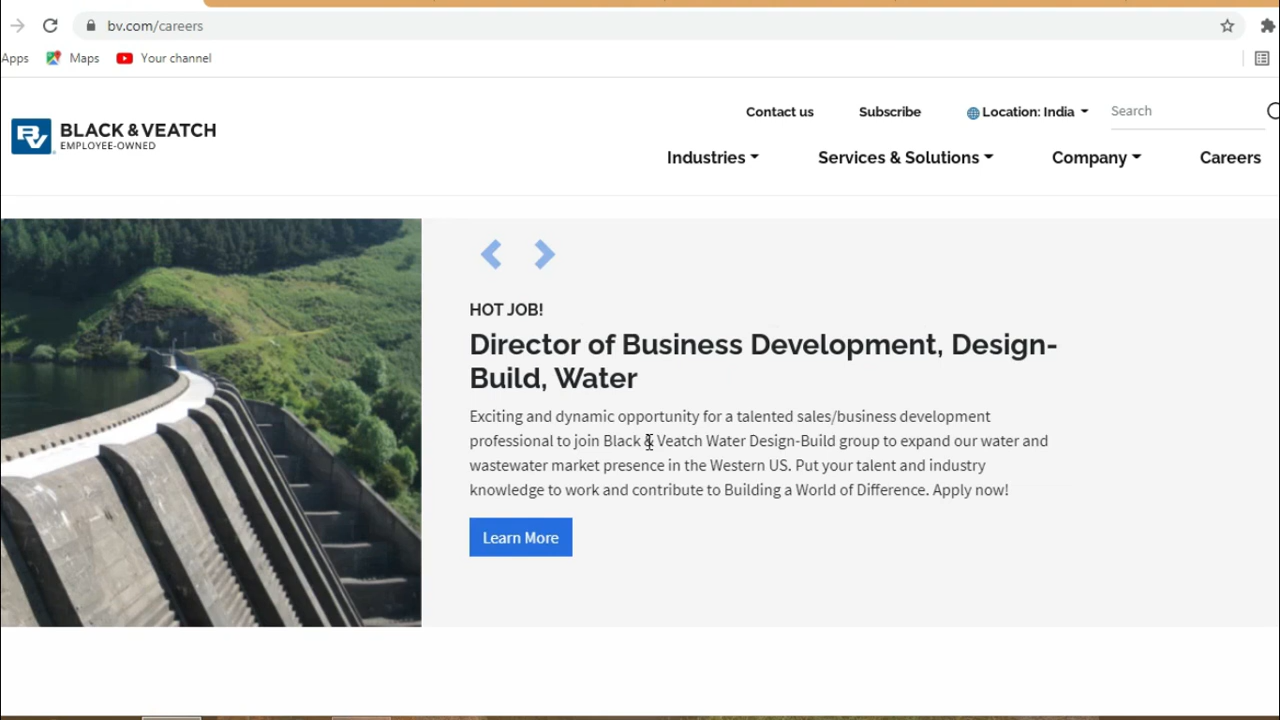 bv.com/careers
Apps Maps Your channel
Contact us Subscribe Location: India Search
BV BLACK & VEATCH
EMPLOYEE-OWNED
Industries Services & Solutions Company Careers
HOT JOB!
Director of Business Development, Design-
Build, Water
Exciting and dynamic opportunity for a talented sales/business development
professional to join Black & Veatch Water Design-Build group to expand our water and
wastewater market presence in the Western US. Put your talent and industry
knowledge to work and contribute to Building a World of Difference. Apply now!
Learn More